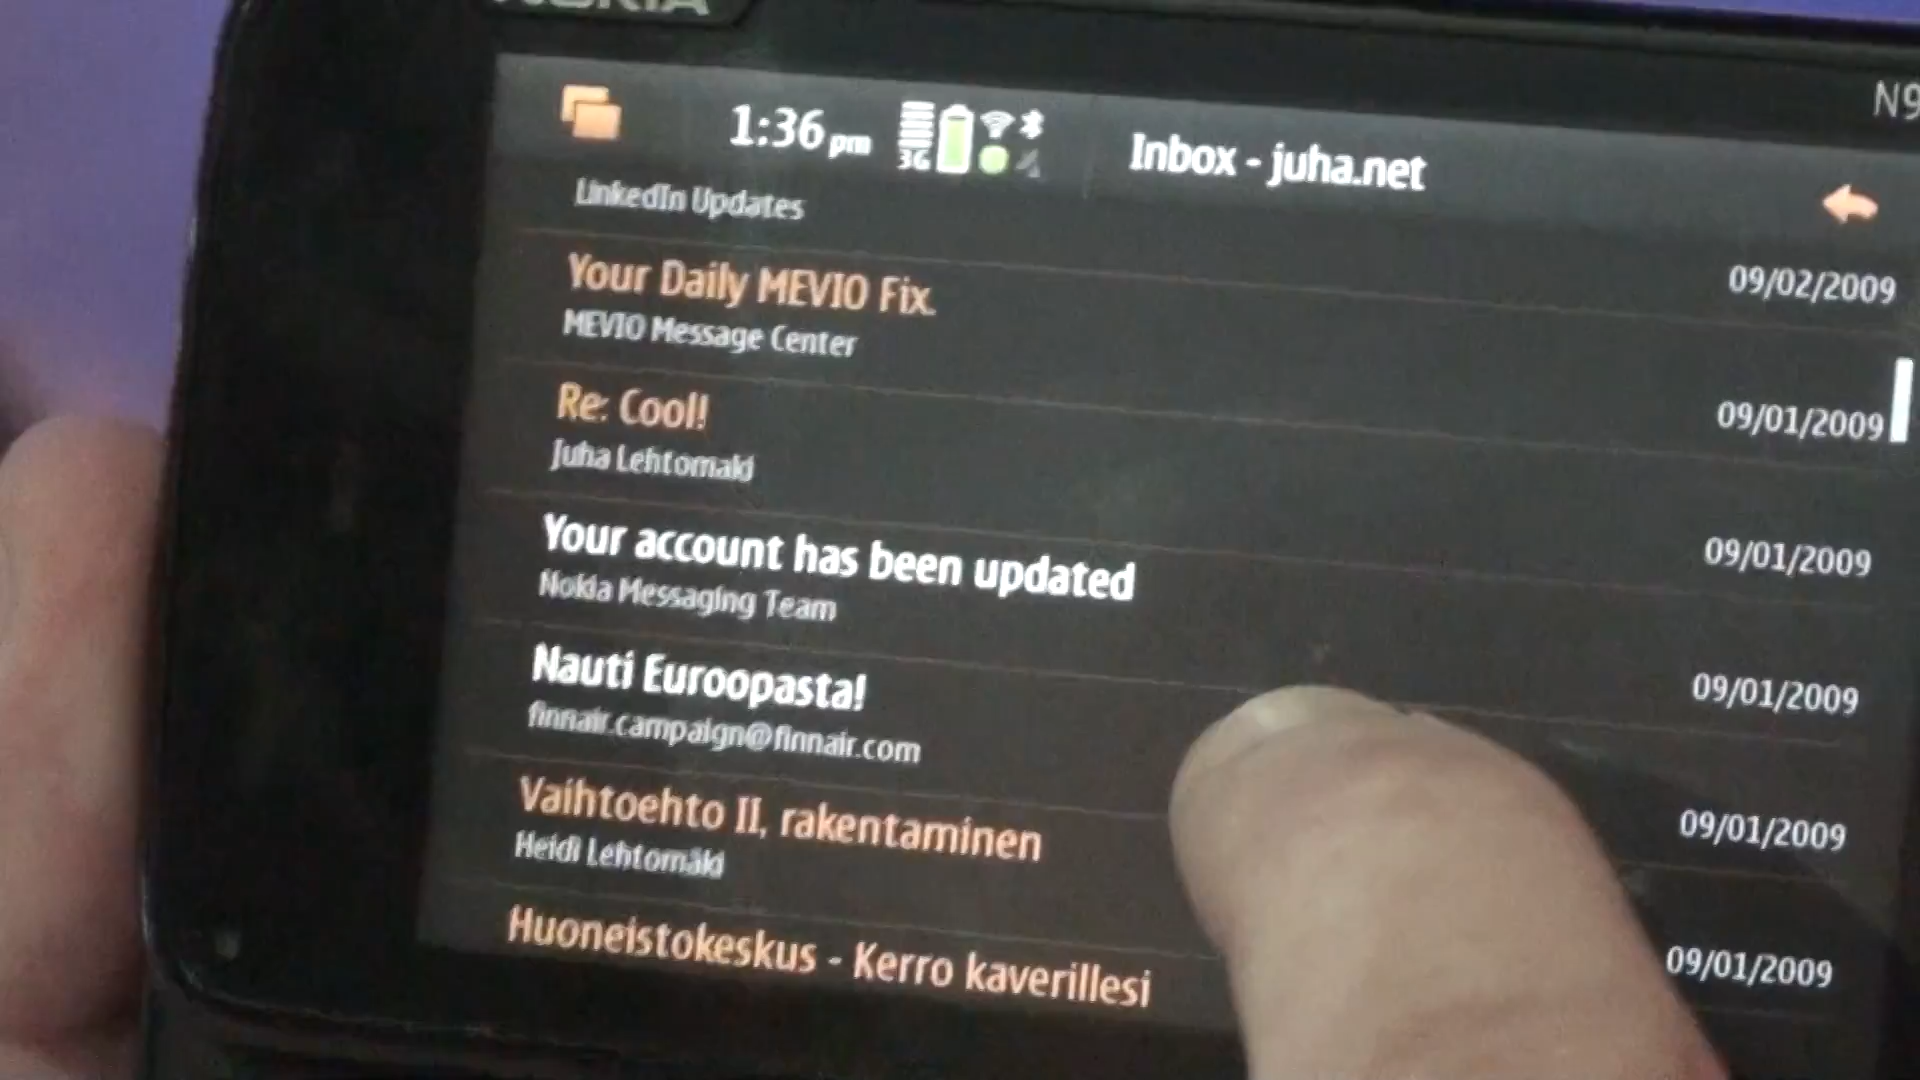 NOKIA
N9
1:36 pm
3G
Inbox - juha.net
LinkedIn Updates
09/02/2009
Your Daily MEVIO Fix.
MEVIO Message Center
09/01/2009
Re: Cool!
Juha Lehtomaki
09/01/2009
Your account has been updated
Nokia Messaging Team
09/01/2009
Nauti Euroopasta!
finnair.campaign@finnair.com
09/01/2009
Vaihtoehto II, rakentaminen
Heidi Lehtomäki
09/01/2009
Huoneistokeskus - Kerro kaverillesi